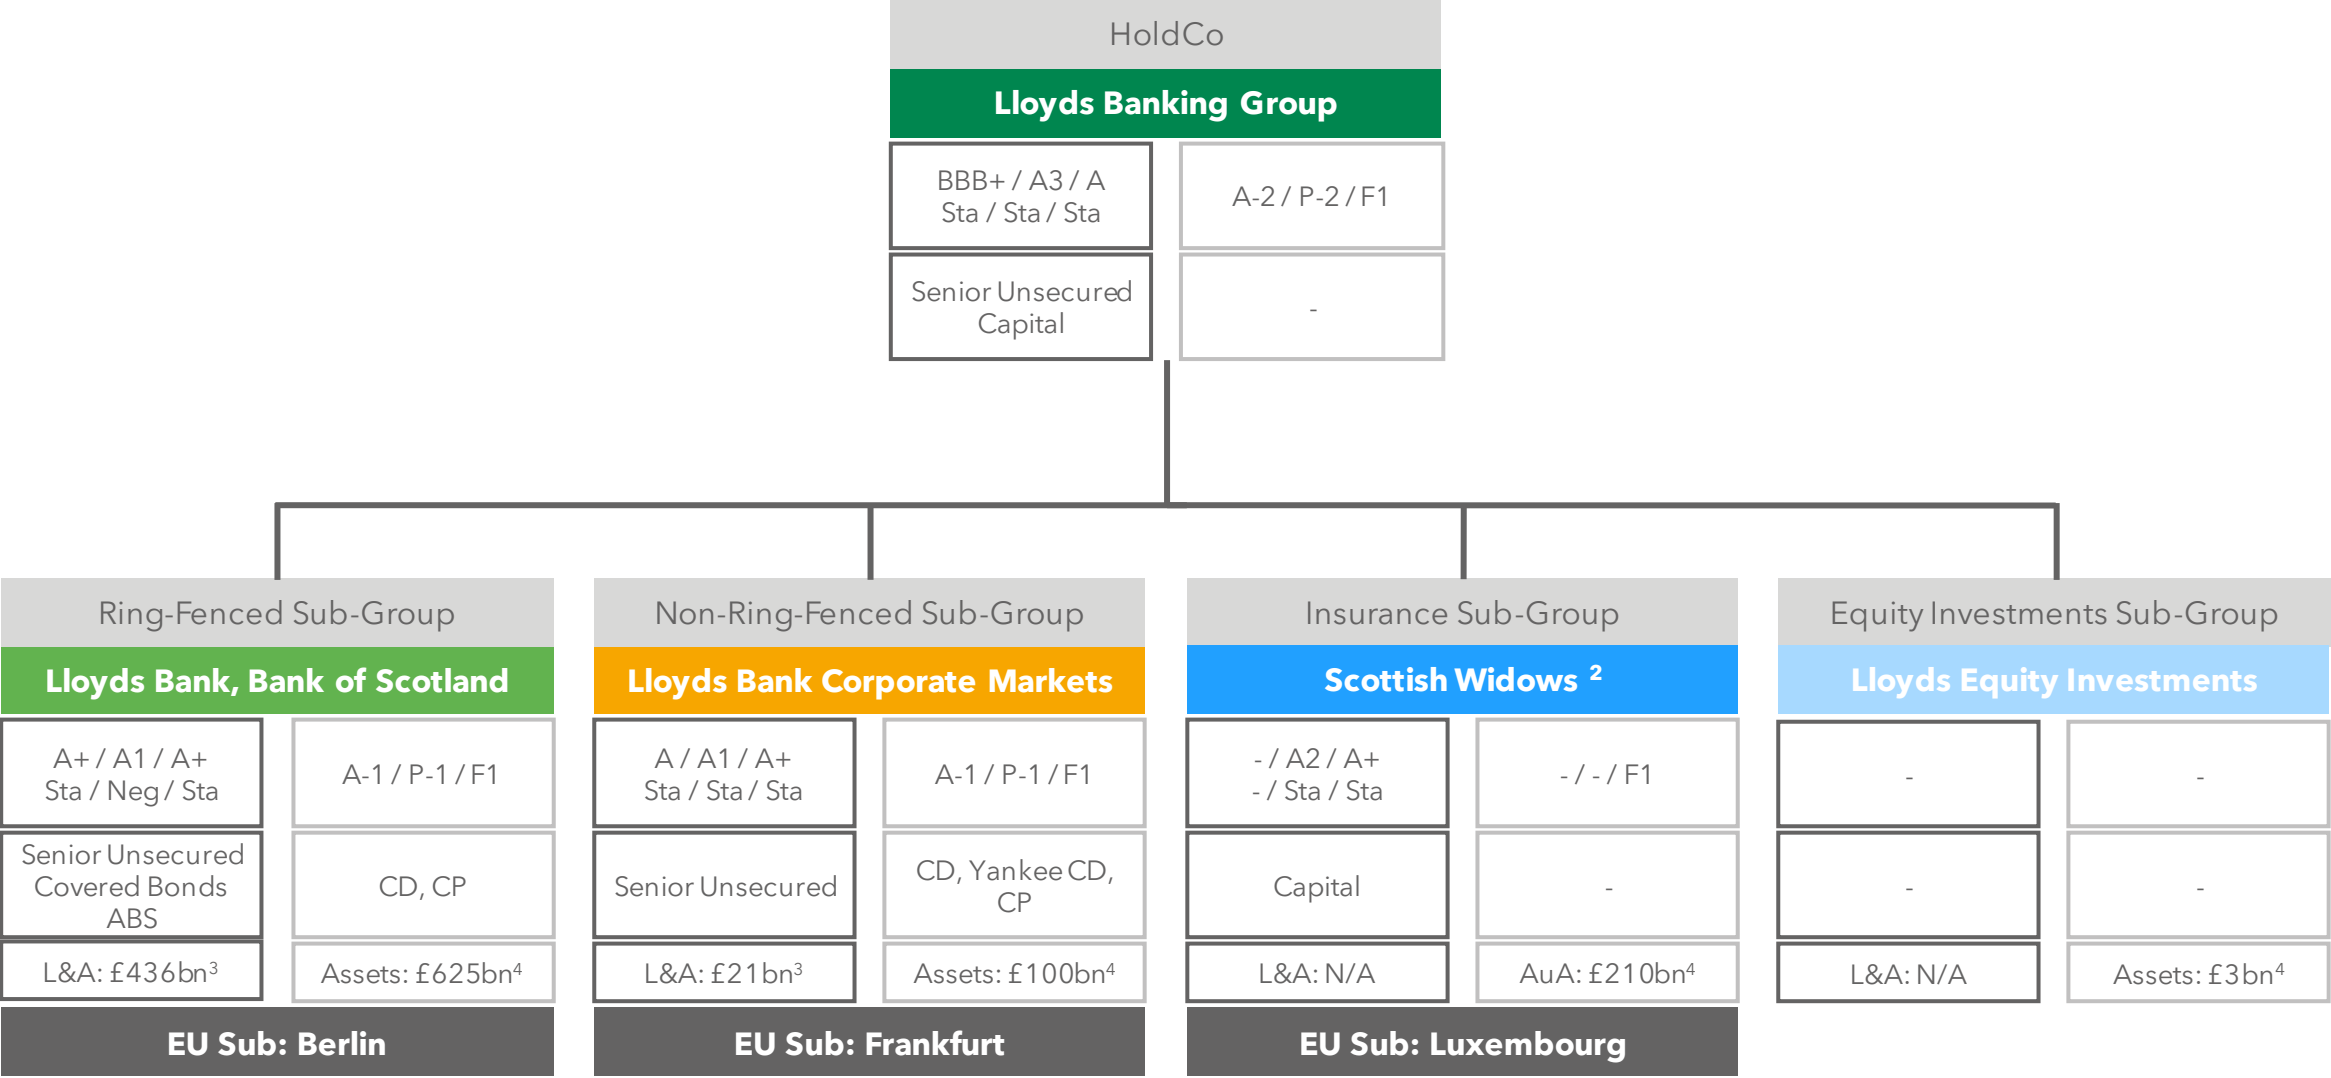 HoldCo
Lloyds Banking Group
BBB+ / A3 / A
Sta / Sta / Sta
A-2 / P-2 / F1
Senior Unsecured
Capital
-
Ring-Fenced Sub-Group
Lloyds Bank, Bank of Scotland
A+ / A1 / A+
Sta / Neg / Sta
A-1 / P-1 / F1
Senior Unsecured
Covered Bonds
ABS
CD, CP
L&A: £436bn³
Assets: £625bn⁴
EU Sub: Berlin
Non-Ring-Fenced Sub-Group
Lloyds Bank Corporate Markets
A / A1 / A+
Sta / Sta / Sta
A-1 / P-1 / F1
Senior Unsecured
CD, Yankee CD,
CP
L&A: £21bn³
Assets: £100bn⁴
EU Sub: Frankfurt
Insurance Sub-Group
Scottish Widows ²
- / A2 / A+
- / Sta / Sta
- / - / F1
Capital
-
L&A: N/A
AuA: £210bn⁴
EU Sub: Luxembourg
Equity Investments Sub-Group
Lloyds Equity Investments
-
-
-
-
L&A: N/A
Assets: £3bn⁴